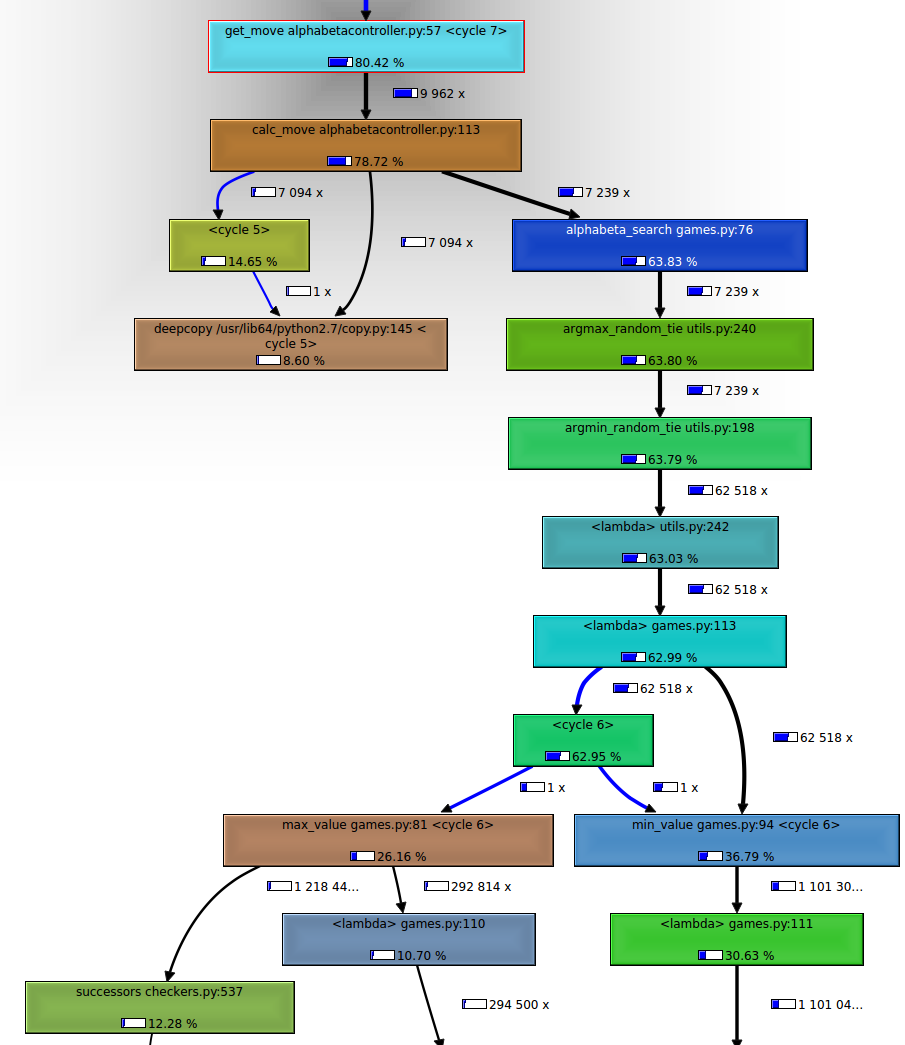 get_move alphabetacontroller.py:57 <cycle 7>
80.42 %
9 962 x
calc_move alphabetacontroller.py:113
78.72 %
7 094 x
7 239 x
<cycle 5>
14.65 %
7 094 x
alphabeta_search games.py:76
63.83 %
1 x
7 239 x
deepcopy /usr/lib64/python2.7/copy.py:145 <
cycle 5>
8.60 %
argmax_random_tie utils.py:240
63.80 %
7 239 x
argmin_random_tie utils.py:198
63.79 %
62 518 x
<lambda> utils.py:242
63.03 %
62 518 x
<lambda> games.py:113
62.99 %
62 518 x
62 518 x
<cycle 6>
62.95 %
1 x
1 x
max_value games.py:81 <cycle 6>
26.16 %
min_value games.py:94 <cycle 6>
36.79 %
1 218 44...
292 814 x
1 101 30...
<lambda> games.py:110
10.70 %
<lambda> games.py:111
30.63 %
successors checkers.py:537
12.28 %
294 500 x
1 101 04...